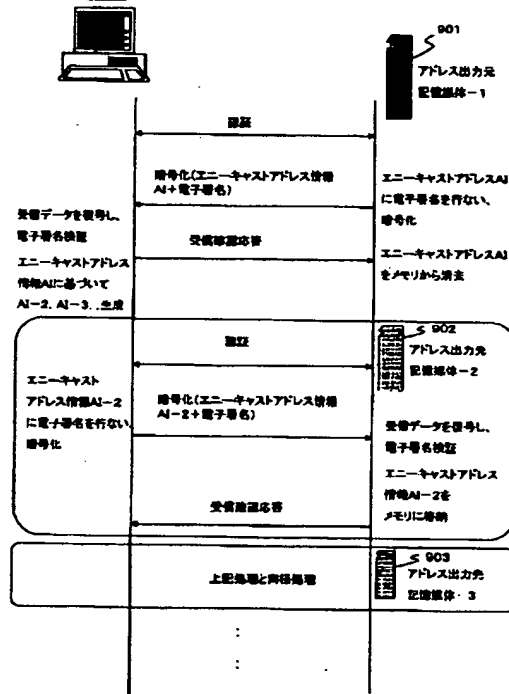 901
アドレス出力元
記憶媒体-1
認証
暗号化(エニーキャストアドレス情報
AI+電子署名)
エニーキャストアドレスAI
に電子署名を行ない、
暗号化
受信データを復号し、
電子署名検証
受信確認応答
エニーキャストアドレス
情報AIに基づいて
AI-2、AI-3..生成
エニーキャストアドレスAI
をメモリから消去
認証
902
アドレス出力先
記憶媒体-2
エニーキャスト
アドレス情報AI-2
に電子署名を行ない、
暗号化
暗号化(エニーキャストアドレス情報
AI-2+電子署名)
受信データを復号し、
電子署名検証
エニーキャストアドレス
情報AI-2を
メモリに格納
受信確認応答
903
上記処理と同様処理
アドレス出力先
記憶媒体-3